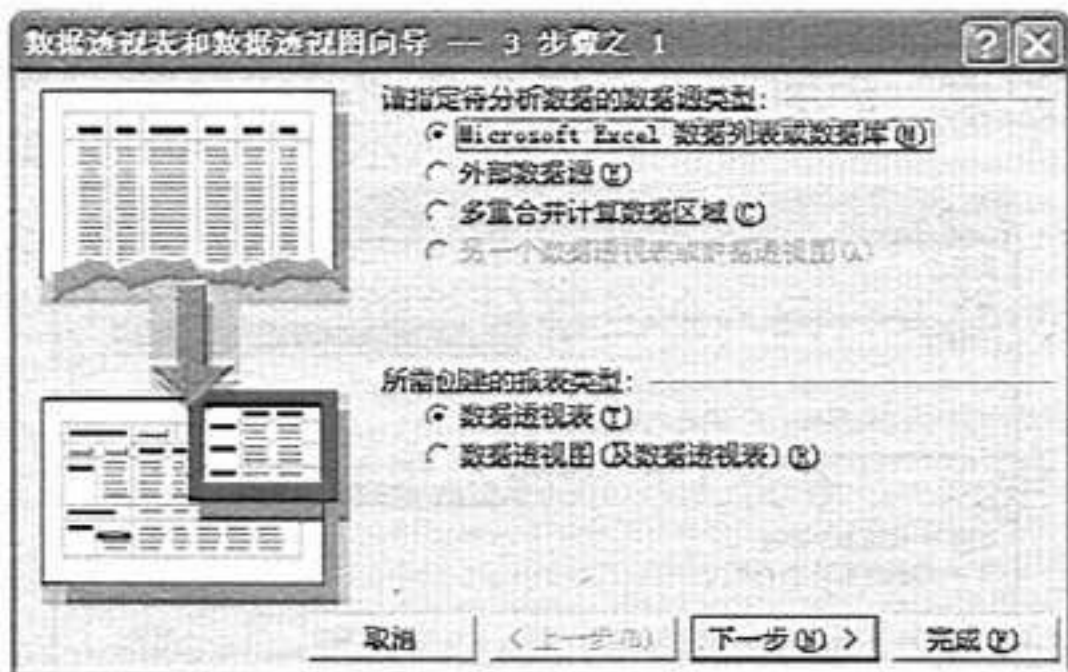 数据透视表和数据透视图向导 -- 3 步骤之 1
请指定待分析数据的数据源类型:
Microsoft Excel 数据列表或数据库(M)
外部数据源(E)
多重合并计算数据区域(C)
另一个数据透视表或数据透视图(A)
所需创建的报表类型:
数据透视表(T)
数据透视图(及数据透视表)(R)
取消
< 上一步(B)
下一步(N) >
完成(F)